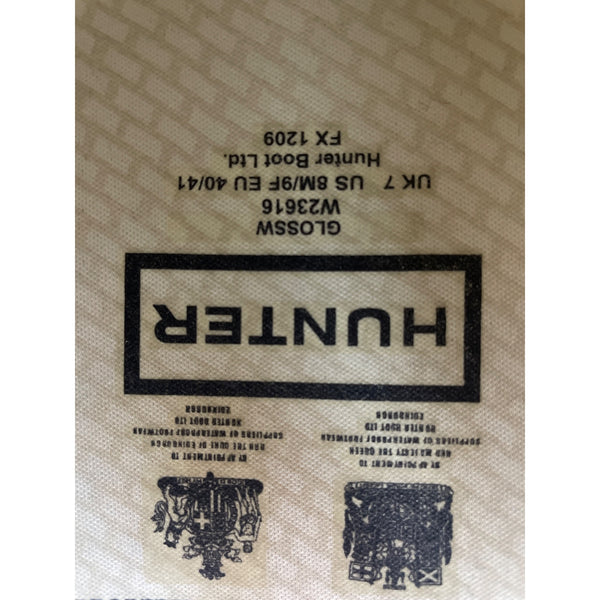 BY APPOINTMENT TO
HER MAJESTY THE QUEEN
SUPPLIERS OF WATERPROOF FOOTWEAR
HUNTER BOOT LTD
EDINBURGH
BY APPOINTMENT TO
HRH THE DUKE OF EDINBURGH
SUPPLIERS OF WATERPROOF FOOTWEAR
HUNTER BOOT LTD
EDINBURGH
HUNTER
GLOSSW
W23616
UK 7 US 8M/9F EU 40/41
Hunter Boot Ltd.
FX 1209